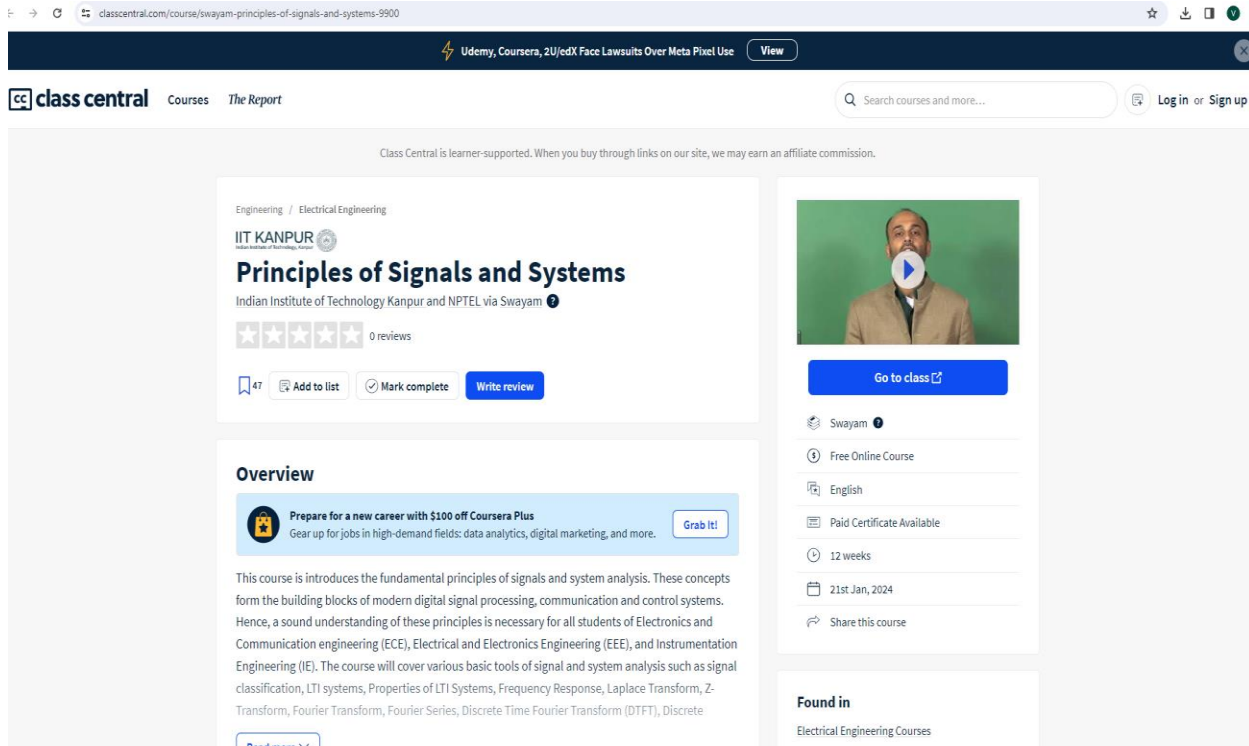 classcentral.com/course/swayam-principles-of-signals-and-systems-9900
V
Udemy, Coursera, 2U/edX Face Lawsuits Over Meta Pixel Use View
cc class central Courses The Report
Search courses and more...
Log in or Sign up
Class Central is learner-supported. When you buy through links on our site, we may earn an affiliate commission.
Engineering / Electrical Engineering
IIT KANPUR
Indian Institute of Technology, Kanpur
Principles of Signals and Systems
Indian Institute of Technology Kanpur and NPTEL via Swayam ?
0 reviews
47 Add to list Mark complete Write review
Overview
Prepare for a new career with $100 off Coursera Plus
Gear up for jobs in high-demand fields: data analytics, digital marketing, and more.
Grab It!
This course is introduces the fundamental principles of signals and system analysis. These concepts
form the building blocks of modern digital signal processing, communication and control systems.
Hence, a sound understanding of these principles is necessary for all students of Electronics and
Communication engineering (ECE), Electrical and Electronics Engineering (EEE), and Instrumentation
Engineering (IE). The course will cover various basic tools of signal and system analysis such as signal
classification, LTI systems, Properties of LTI Systems, Frequency Response, Laplace Transform, Z-
Transform, Fourier Transform, Fourier Series, Discrete Time Fourier Transform (DTFT), Discrete
Read more
Go to class
Swayam ?
Free Online Course
English
Paid Certificate Available
12 weeks
21st Jan, 2024
Share this course
Found in
Electrical Engineering Courses